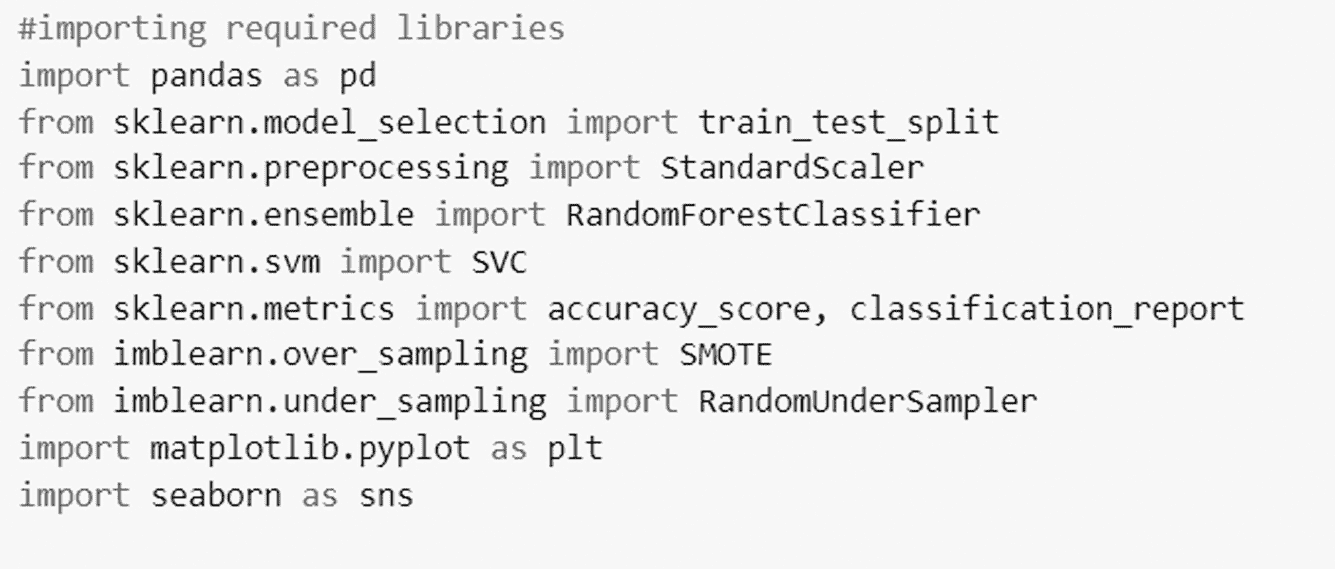 #importing required libraries
import pandas as pd
from sklearn.model_selection import train_test_split
from sklearn.preprocessing import StandardScaler
from sklearn.ensemble import RandomForestClassifier
from sklearn.svm import SVC
from sklearn.metrics import accuracy_score, classification_report
from imblearn.over_sampling import SMOTE
from imblearn.under_sampling import RandomUnderSampler
import matplotlib.pyplot as plt
import seaborn as sns